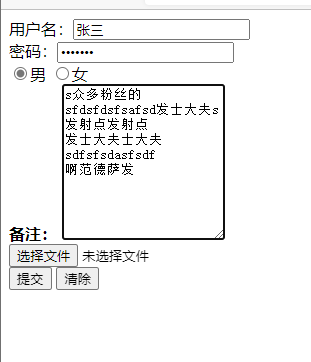 用户名：张三
密码：•••••••
男 女
s众多粉丝的
sfdsfdsfsafsd发士大夫s
发射点发射点
发士大夫士大夫
sdfsfsdasfsdf
啊范德萨发
备注：
选择文件 未选择文件
提交 清除